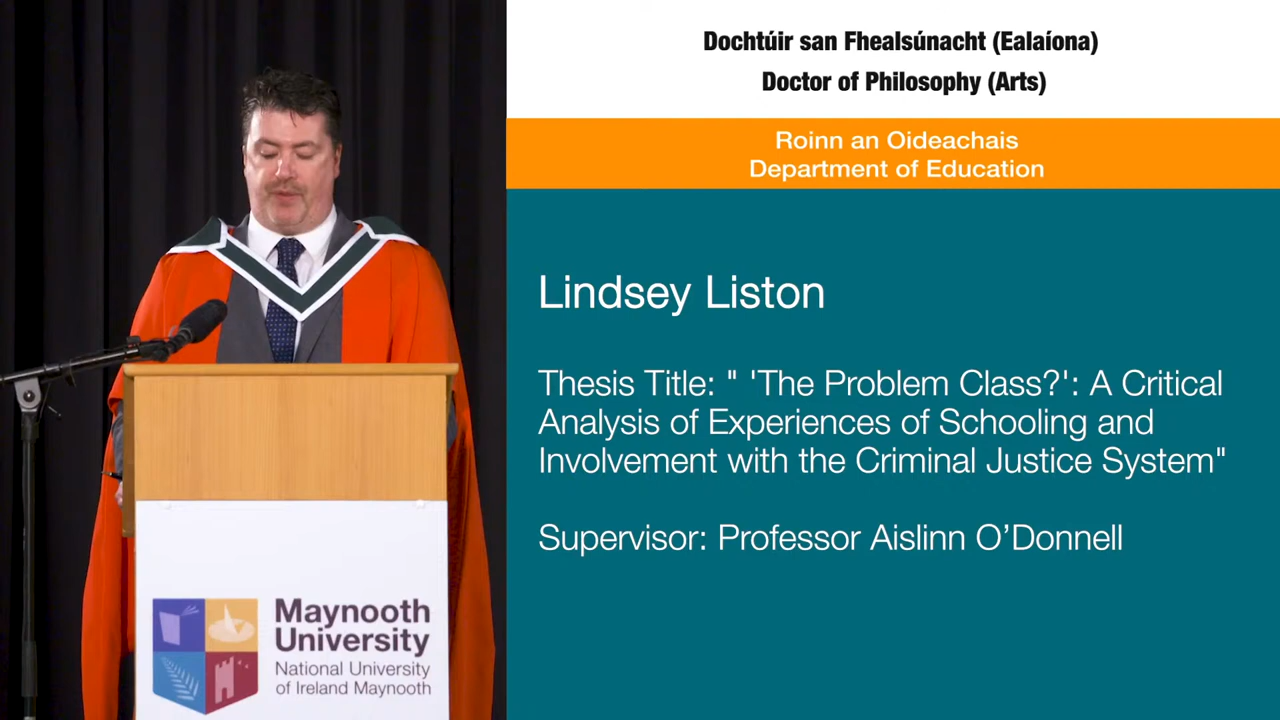 Dochtúir san Fhealsúnacht (Ealaíona)
Doctor of Philosophy (Arts)
Roinn an Oideachais
Department of Education
Lindsey Liston
Thesis Title: " 'The Problem Class?': A Critical
Analysis of Experiences of Schooling and
Involvement with the Criminal Justice System"
Supervisor: Professor Aislinn O’Donnell
Maynooth
University
National University
of Ireland Maynooth